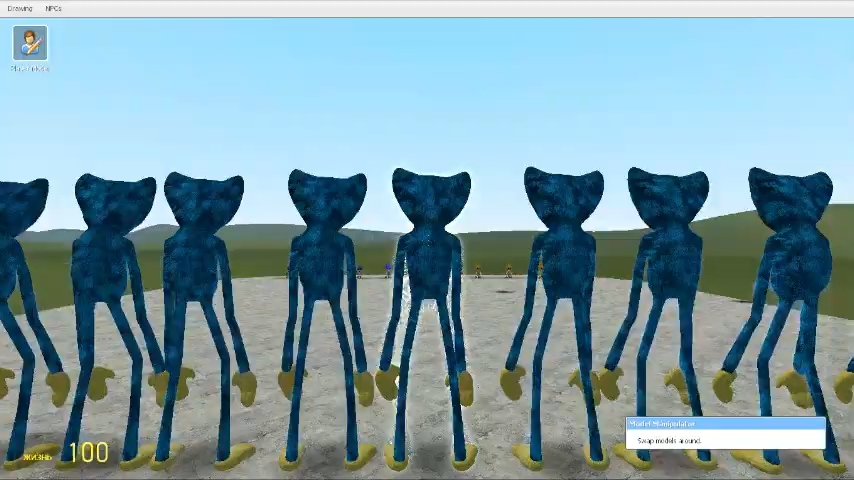 Drawing NPCs
Model Manipulator
Swap models around.
ЖИЗНЬ 100